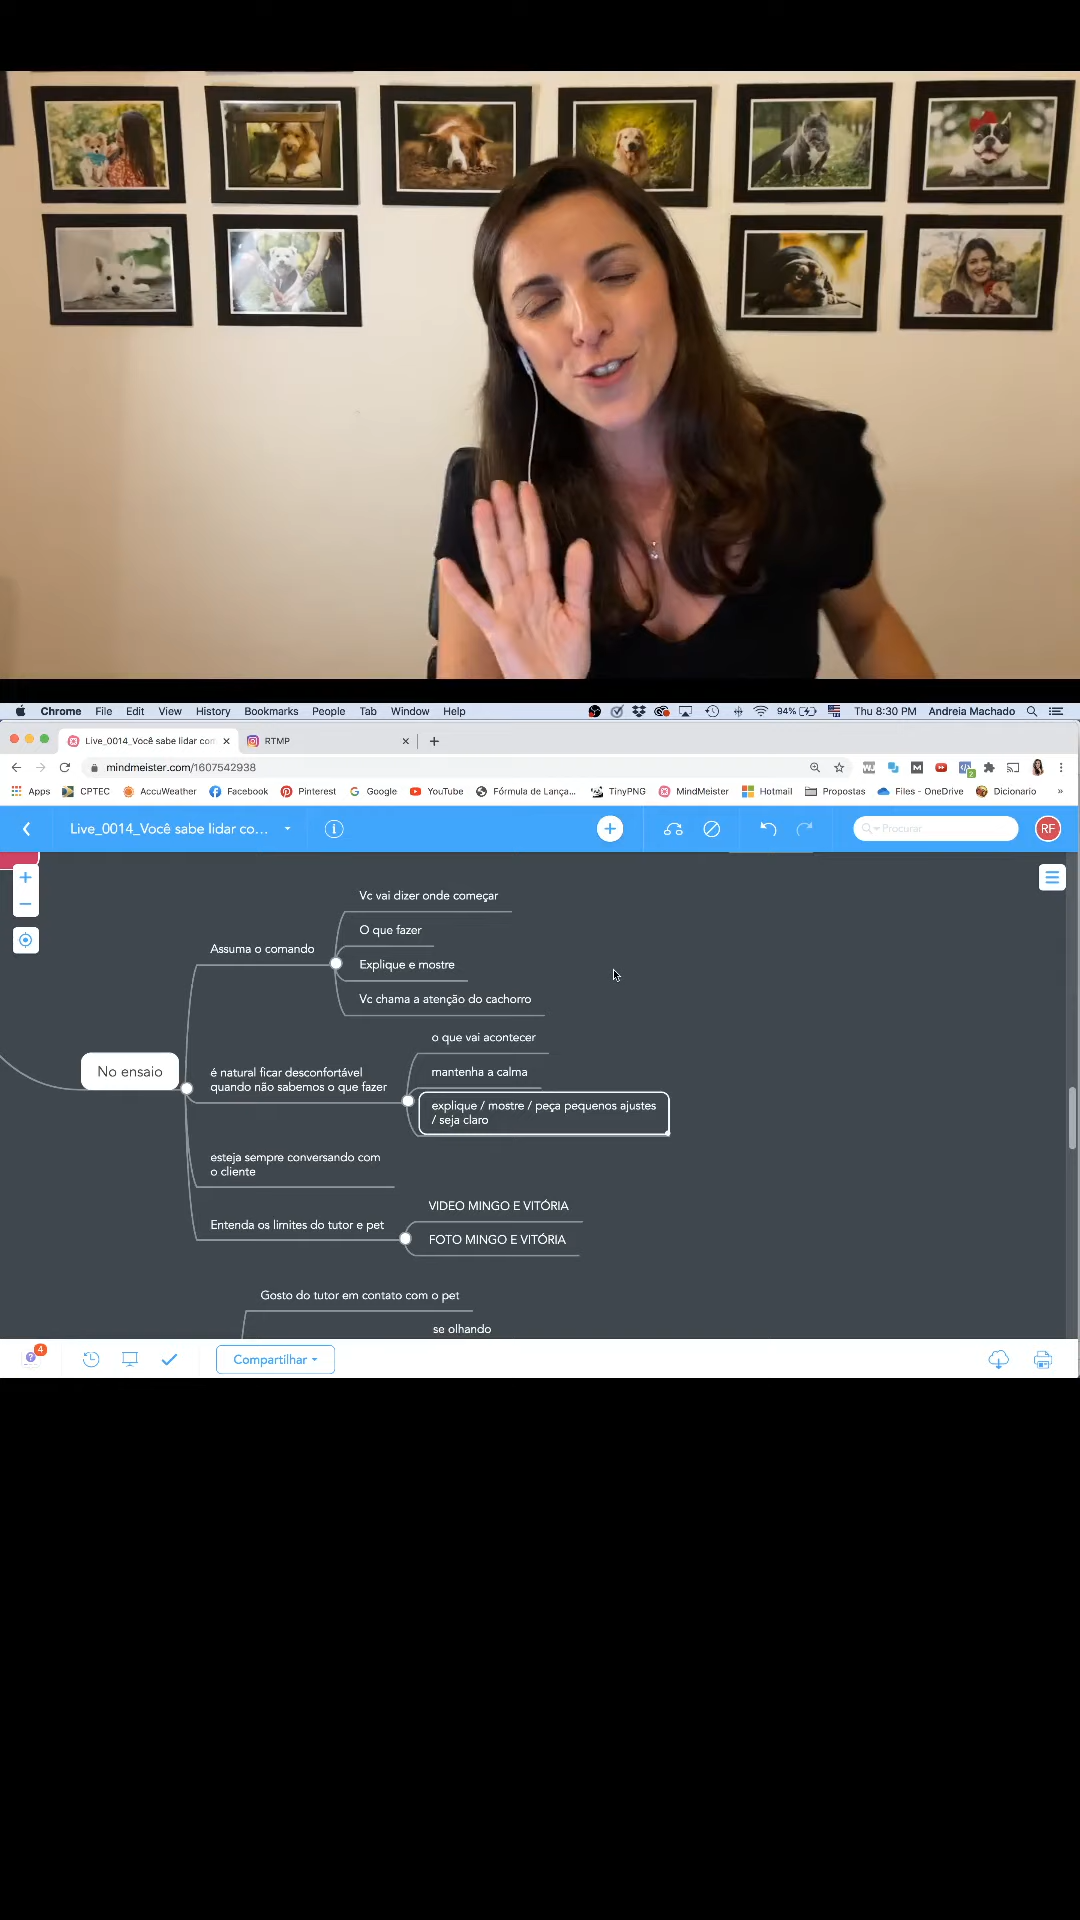 Chrome File Edit View History Bookmarks People Tab Window Help 94% Thu 8:30 PM Andreia Machado
Live_0014_Você sabe lidar con RTMP
mindmeister.com/1607542938
Apps CPTEC AccuWeather Facebook Pinterest Google YouTube Fórmula de Lança... TinyPNG MindMeister Hotmail Propostas Files - OneDrive Dicionario »
Live_0014_Você sabe lidar co... Procurar RF
Vc vai dizer onde começar
O que fazer
Assuma o comando
Explique e mostre
Vc chama a atenção do cachorro
o que vai acontecer
No ensaio
é natural ficar desconfortável
quando não sabemos o que fazer
mantenha a calma
explique / mostre / peça pequenos ajustes
/ seja claro
esteja sempre conversando com
o cliente
VIDEO MINGO E VITÓRIA
Entenda os limites do tutor e pet
FOTO MINGO E VITÓRIA
Gosto do tutor em contato com o pet
se olhando
4
Compartilhar